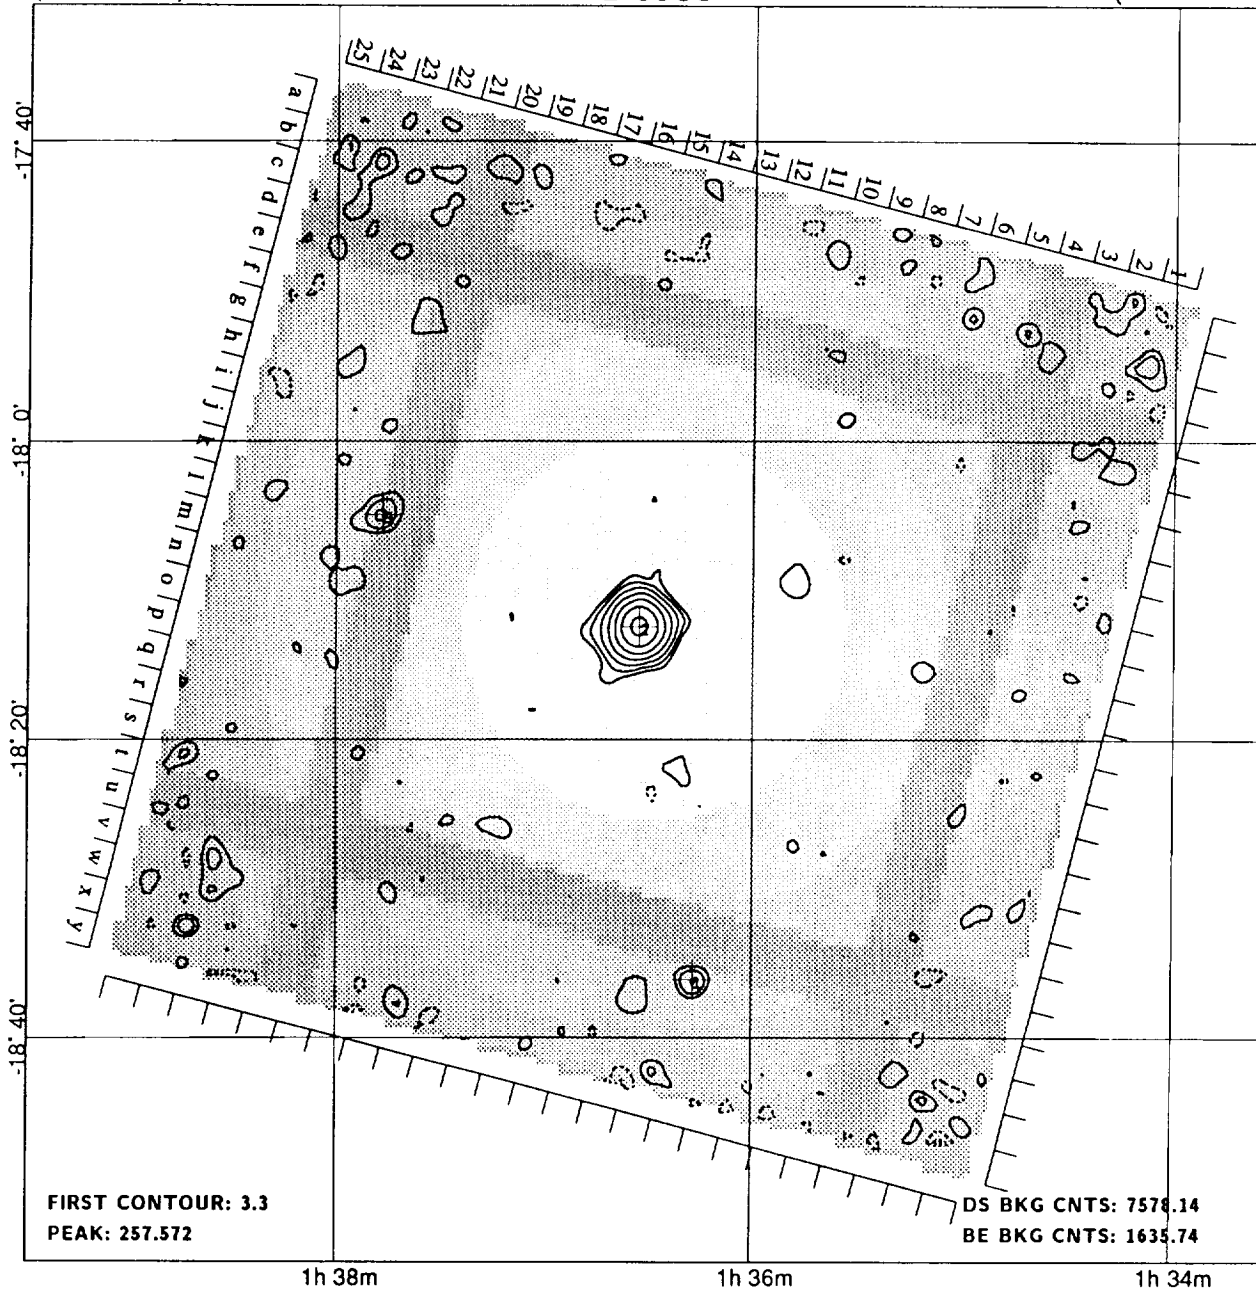 25 24 23 22 21 20 19 18 17 16 15 14 13 12 11 10 9 8 7 6 5 4 3 2 1
a b c d e f g h i j k l m n o p q r s t u v w x y
-17° 40'
-18° 0'
-18° 20'
-18° 40'
FIRST CONTOUR: 3.3
PEAK: 257.572
DS BKG CNTS: 7578.14
BE BKG CNTS: 1635.74
1h 38m 1h 36m 1h 34m